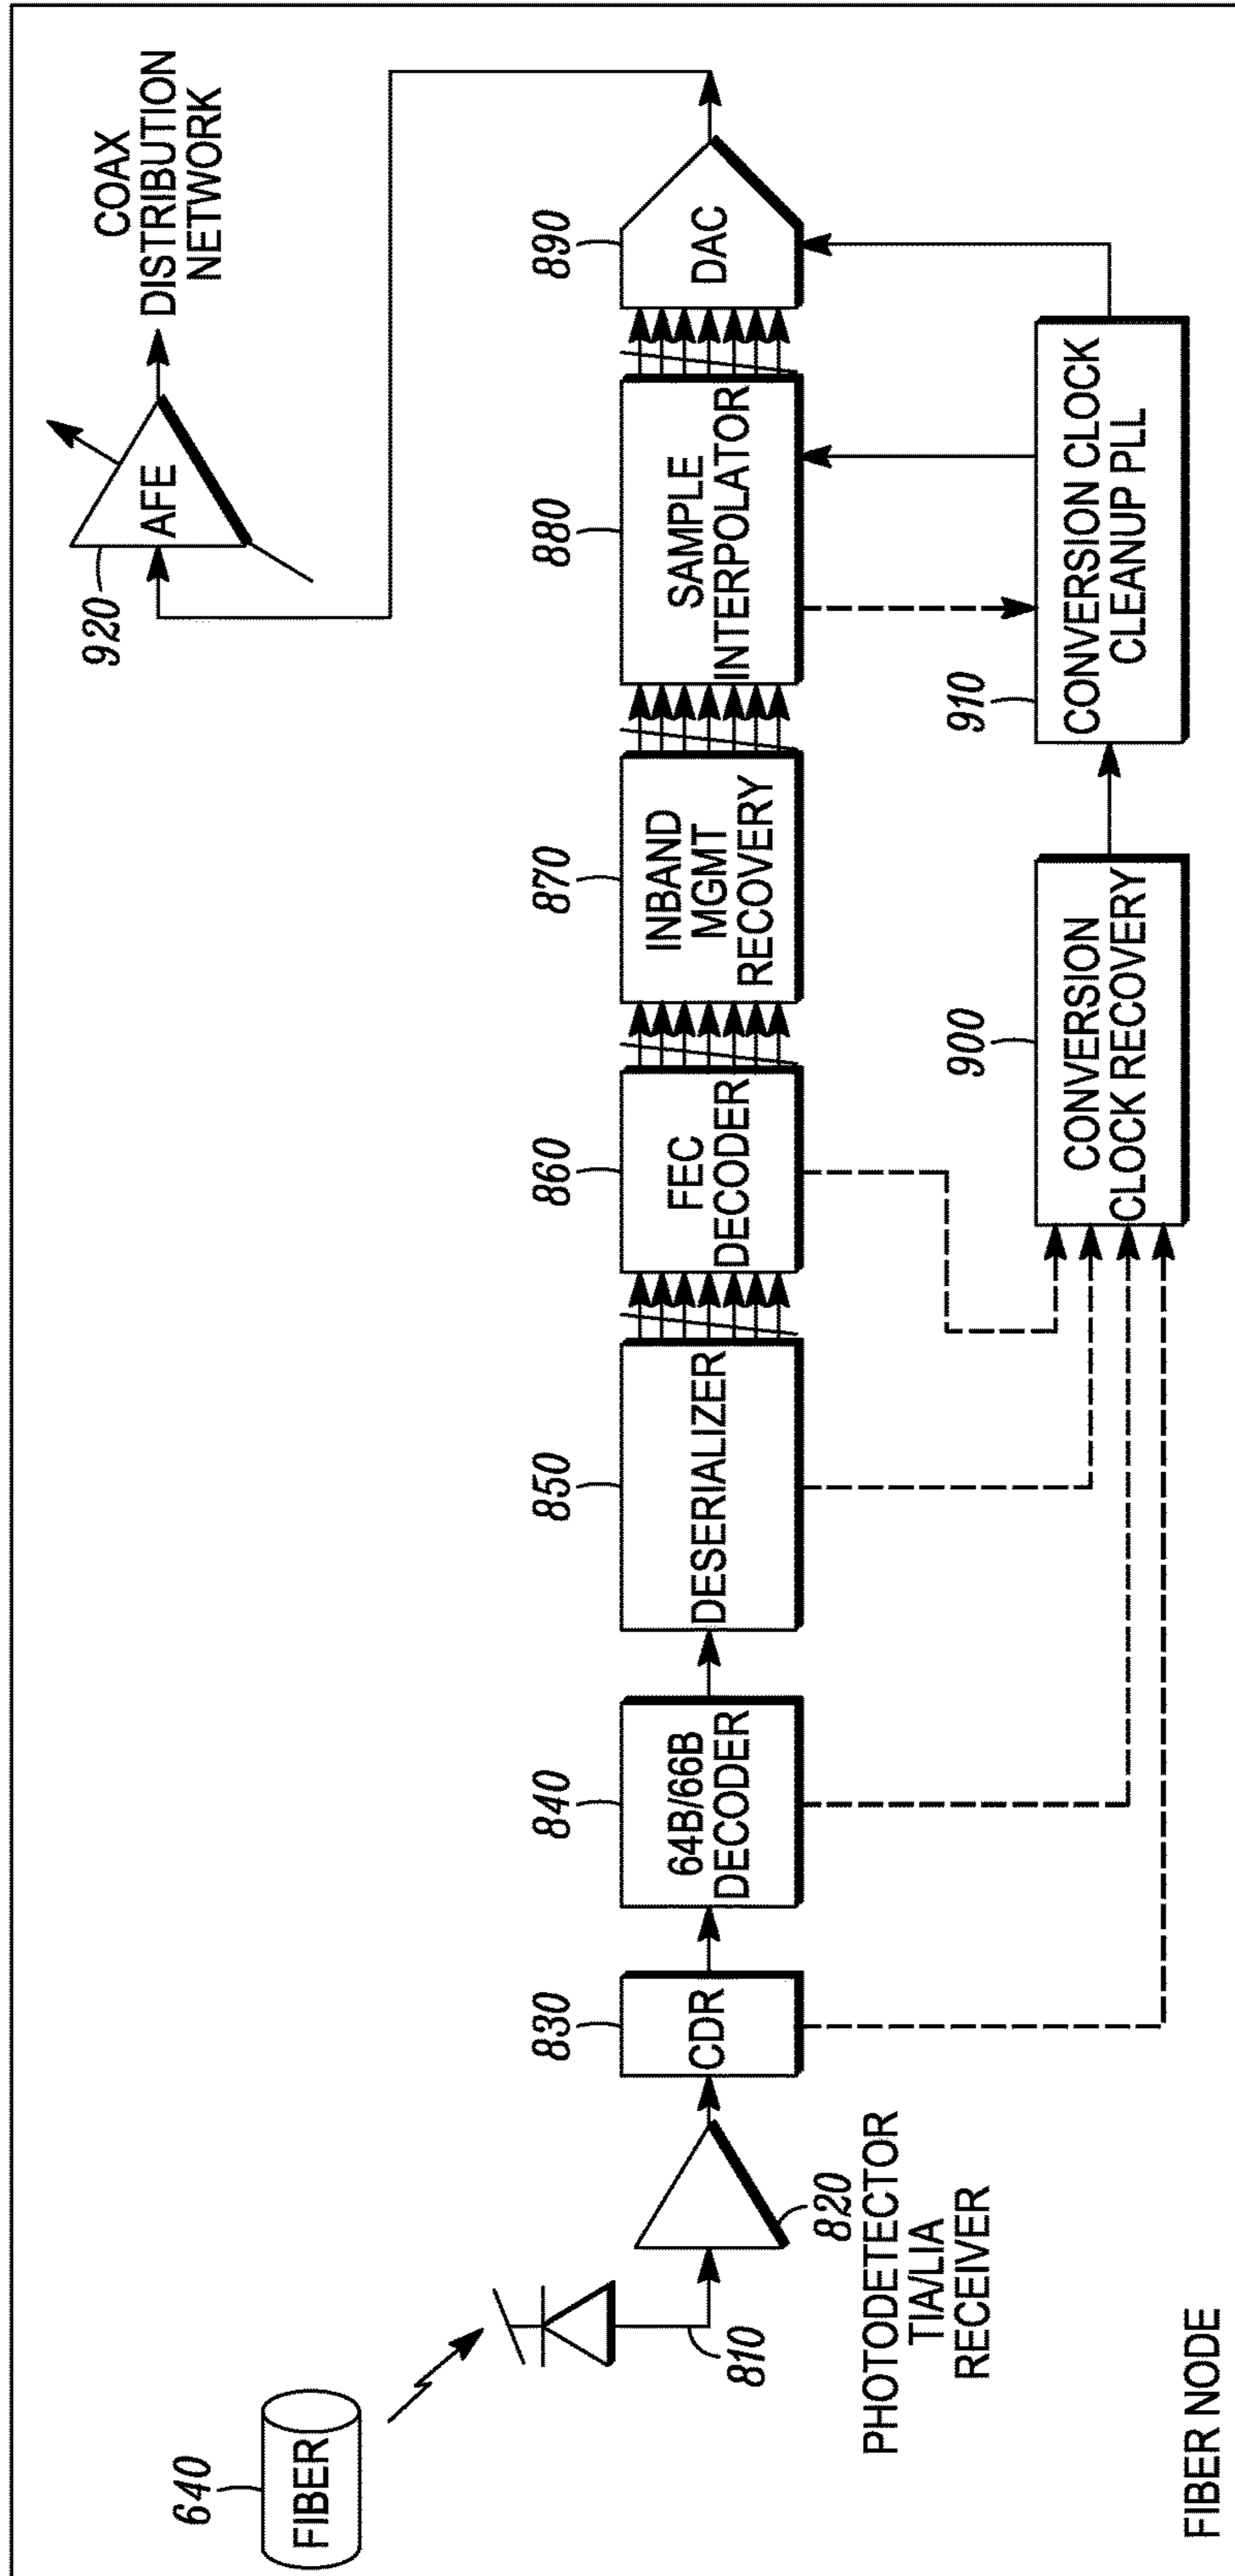 640
FIBER
810
820
PHOTODETECTOR
TIA/LIA
RECEIVER
830
CDR
840
64B/66B
DECODER
850
DESERIALIZER
860
FEC
DECODER
870
INBAND
MGMT
RECOVERY
880
SAMPLE
INTERPOLATOR
890
DAC
900
CONVERSION
CLOCK RECOVERY
910
CONVERSION CLOCK
CLEANUP PLL
920
AFE
COAX
DISTRIBUTION
NETWORK
FIBER NODE